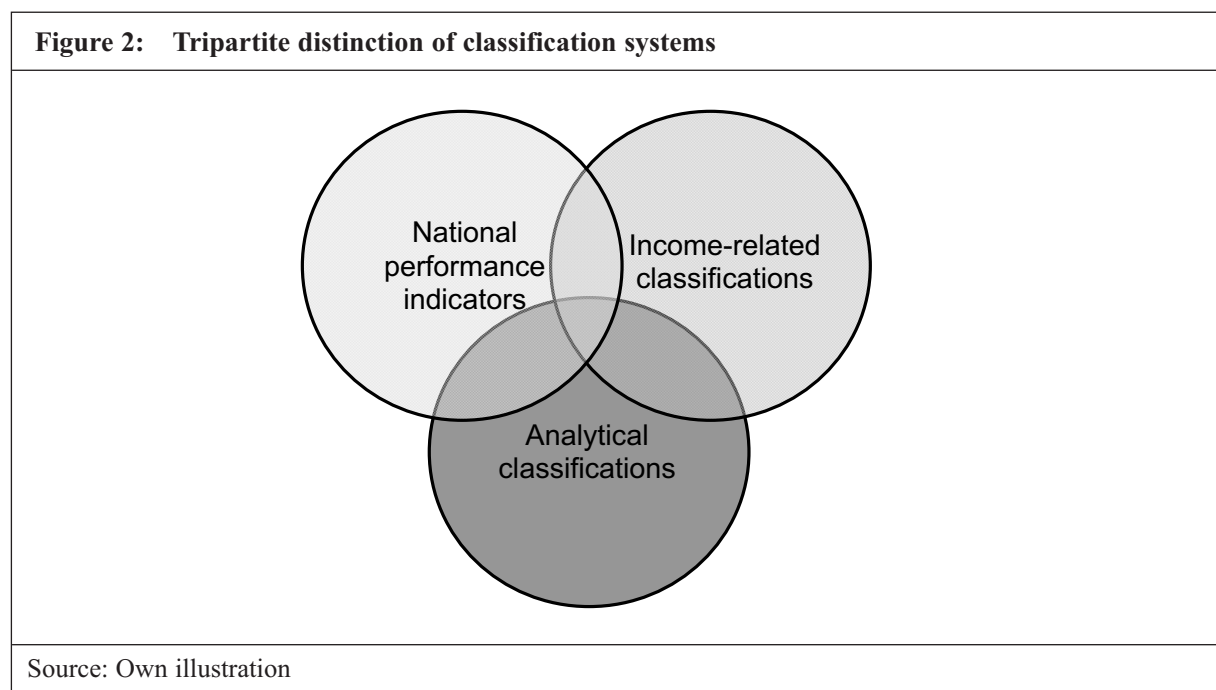 Figure 2: Tripartite distinction of classification systems
National
performance
indicators
Income-related
classifications
Analytical
classifications
Source: Own illustration